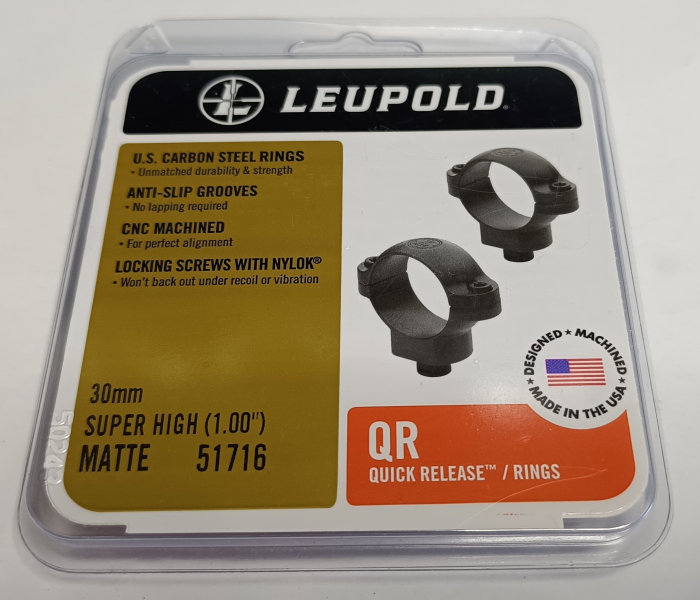 LEUPOLD®
U.S. CARBON STEEL RINGS
• Unmatched durability & strength
ANTI-SLIP GROOVES
• No lapping required
CNC MACHINED
• For perfect alignment
LOCKING SCREWS WITH NYLOK®
• Won't back out under recoil or vibration
DESIGNED ★ MACHINED ★ MADE IN THE USA ★
30mm
SUPER HIGH (1.00")
MATTE 51716
QR
QUICK RELEASE™ / RINGS